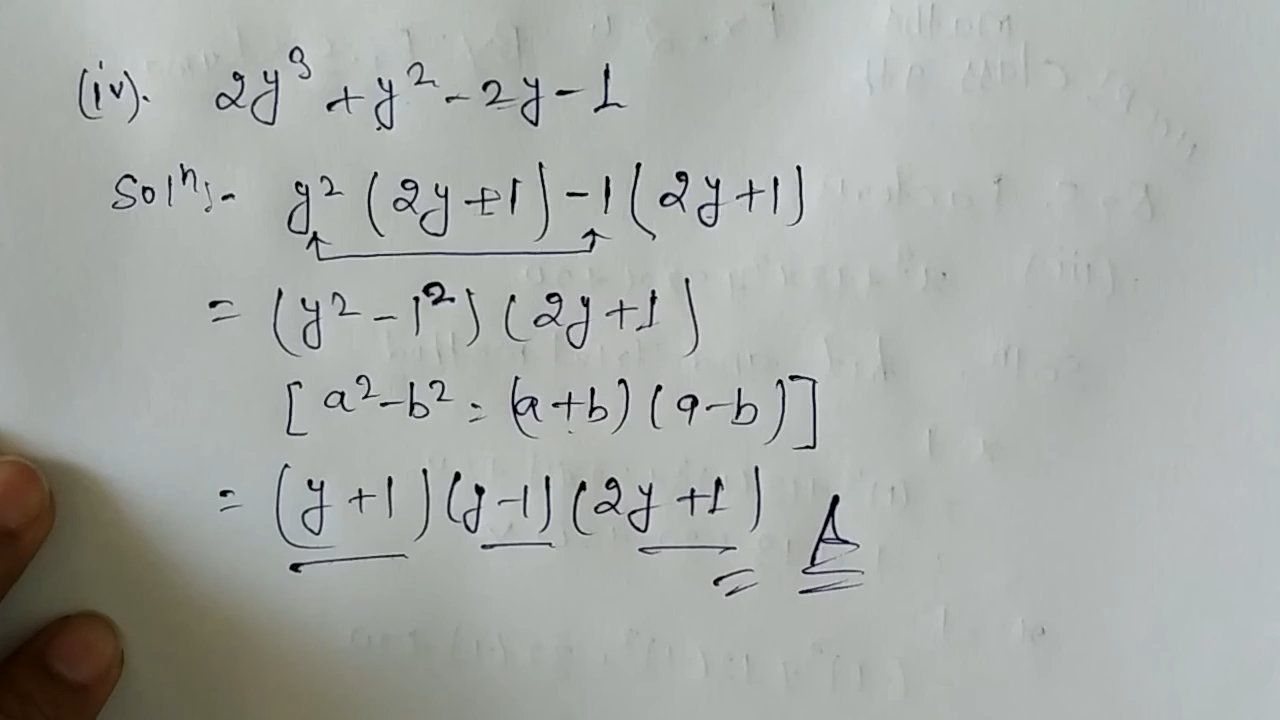 (iv). 2y³ + y² - 2y - 1
Solⁿ:- y² (2y+1) - 1 (2y+1)
= (y² - 1²) (2y+1)
[a² - b² = (a+b) (a-b)]
= (y+1) (y-1) (2y+1)